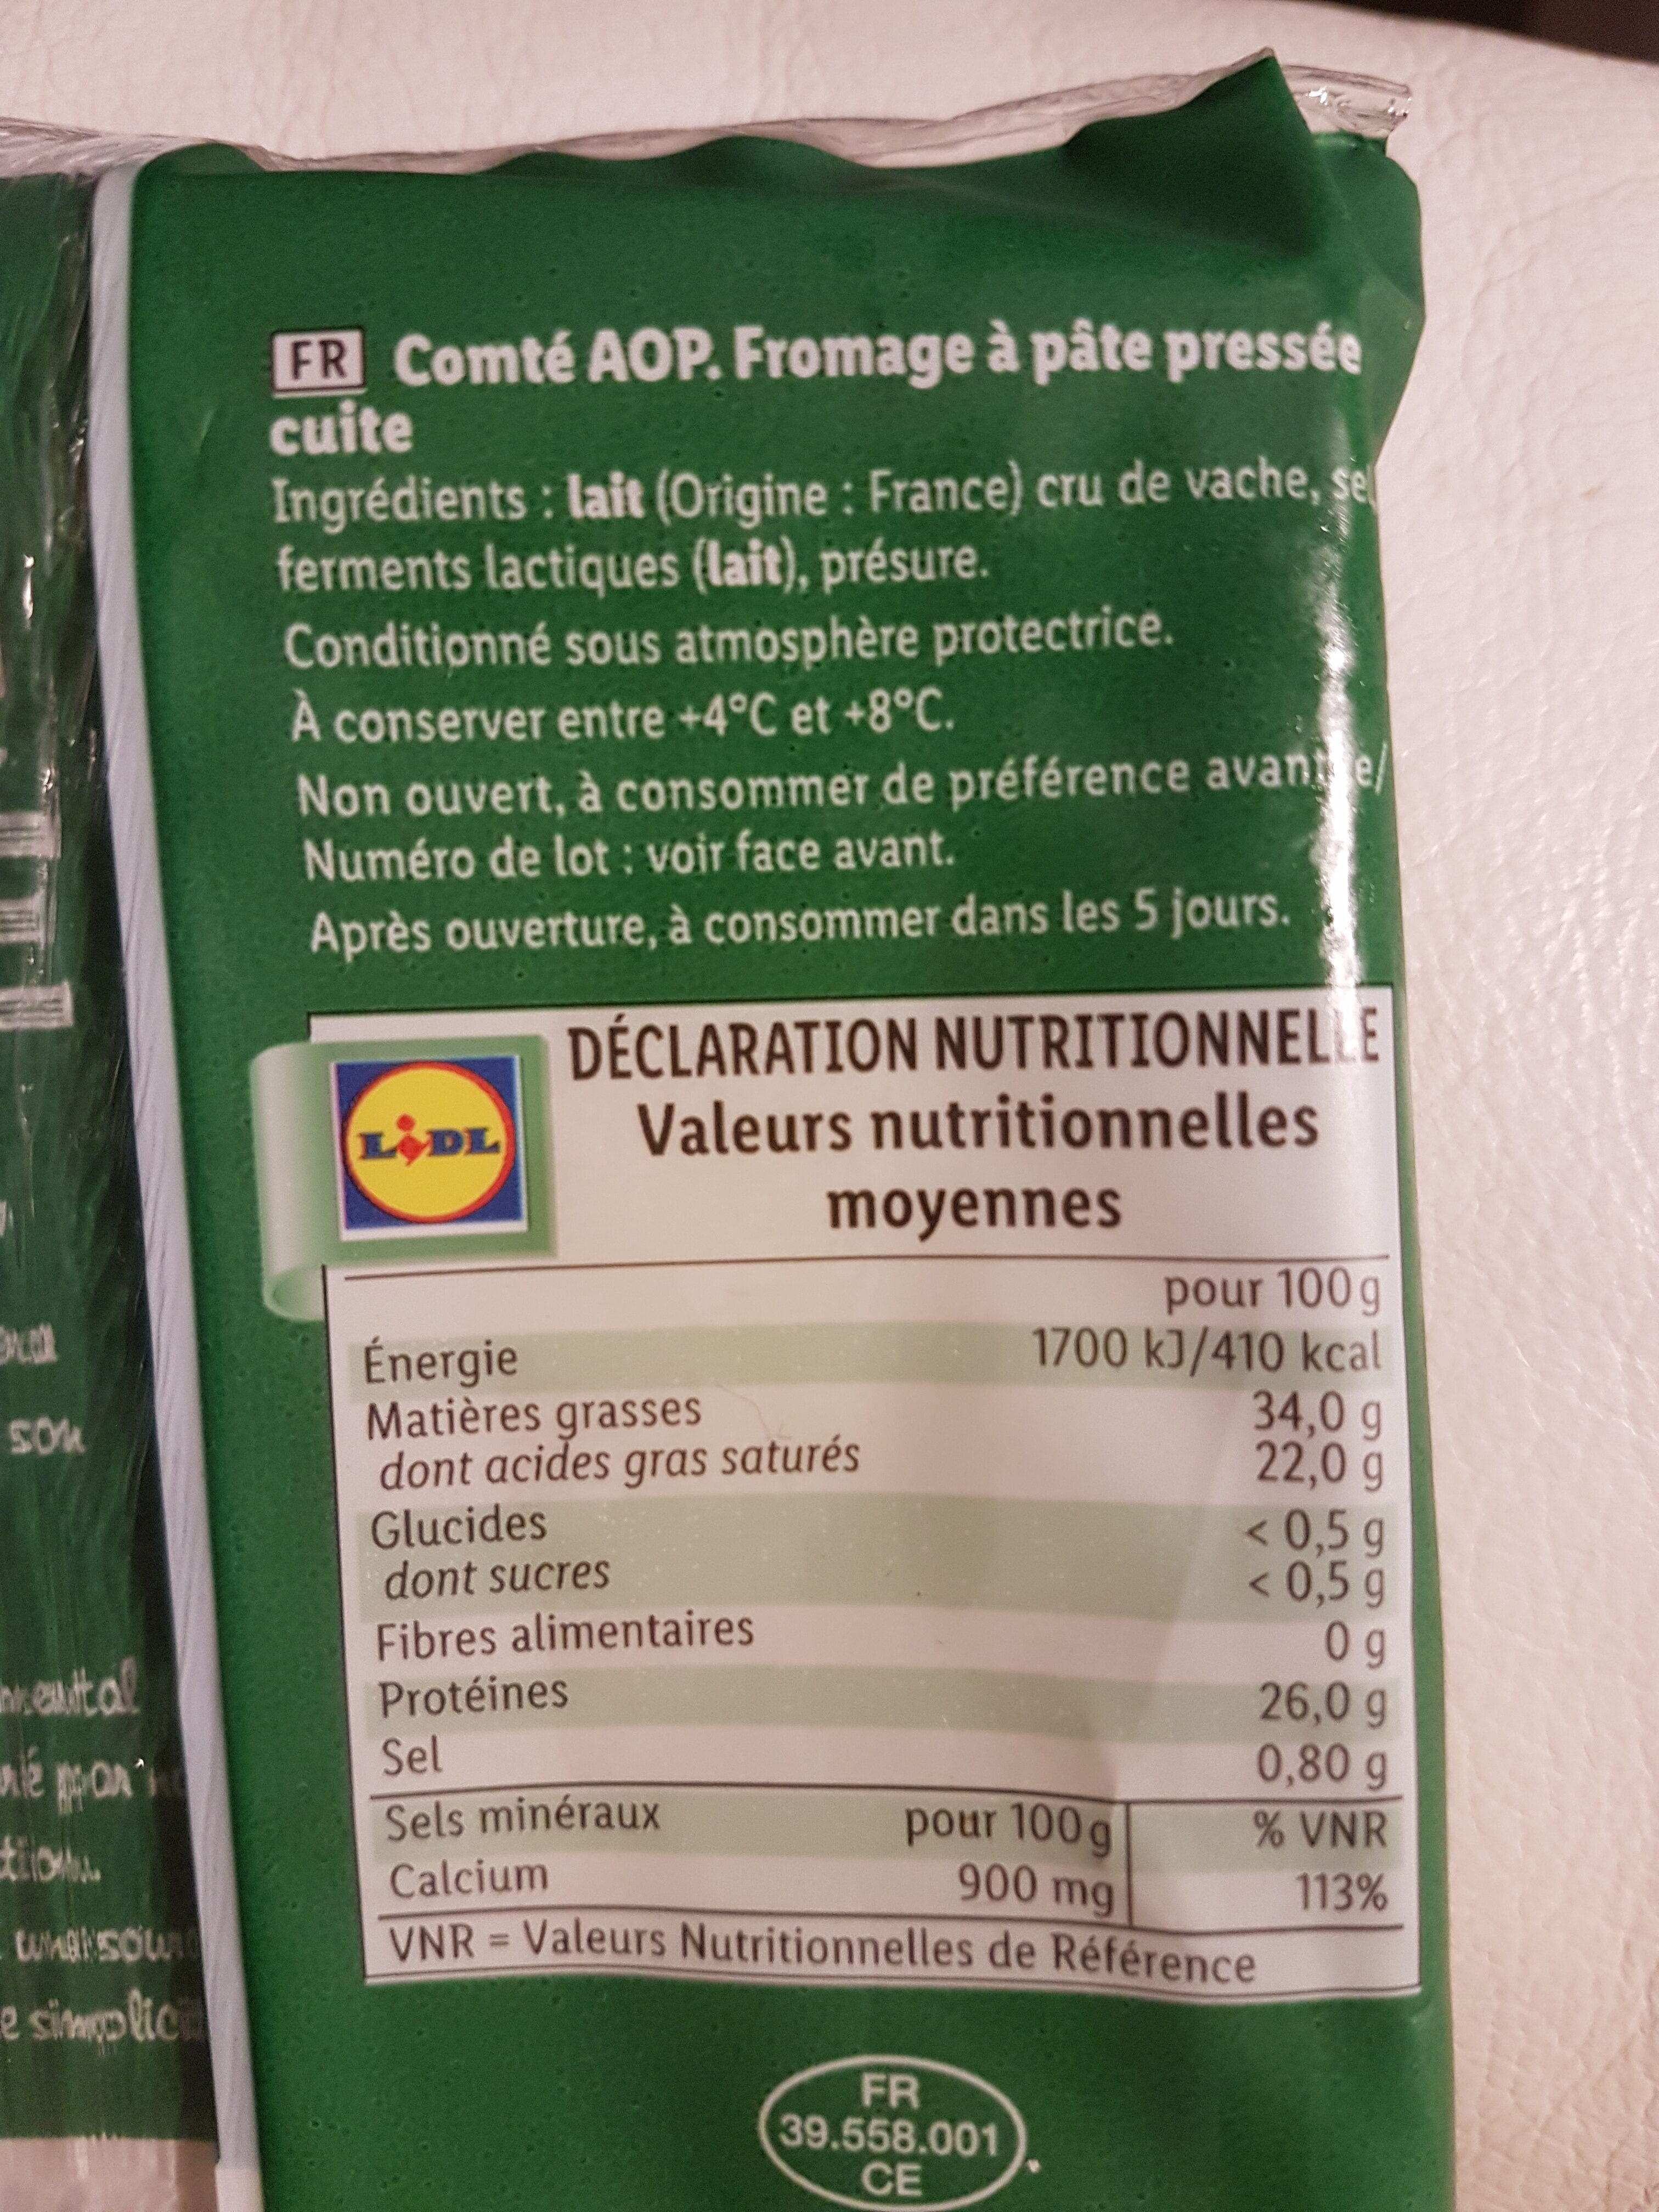 FR Comté AOP. Fromage à pâte pressée
cuite
Ingrédients : lait (Origine : France) cru de vache, sel
ferments lactiques (lait), présure.
Conditionné sous atmosphère protectrice.
À conserver entre +4°C et +8°C.
Non ouvert, à consommer de préférence avant le/
Numéro de lot : voir face avant.
Après ouverture, à consommer dans les 5 jours.
LIDL
DÉCLARATION NUTRITIONNELLE
Valeurs nutritionnelles
moyennes
pour 100g
Énergie 1700 kJ/410 kcal
Matières grasses 34,0 g
dont acides gras saturés 22,0 g
Glucides < 0,5 g
dont sucres < 0,5 g
Fibres alimentaires 0 g
Protéines 26,0 g
Sel 0,80 g
Sels minéraux pour 100g % VNR
Calcium 900 mg 113%
VNR = Valeurs Nutritionnelles de Référence
FR
39.558.001
CE
son